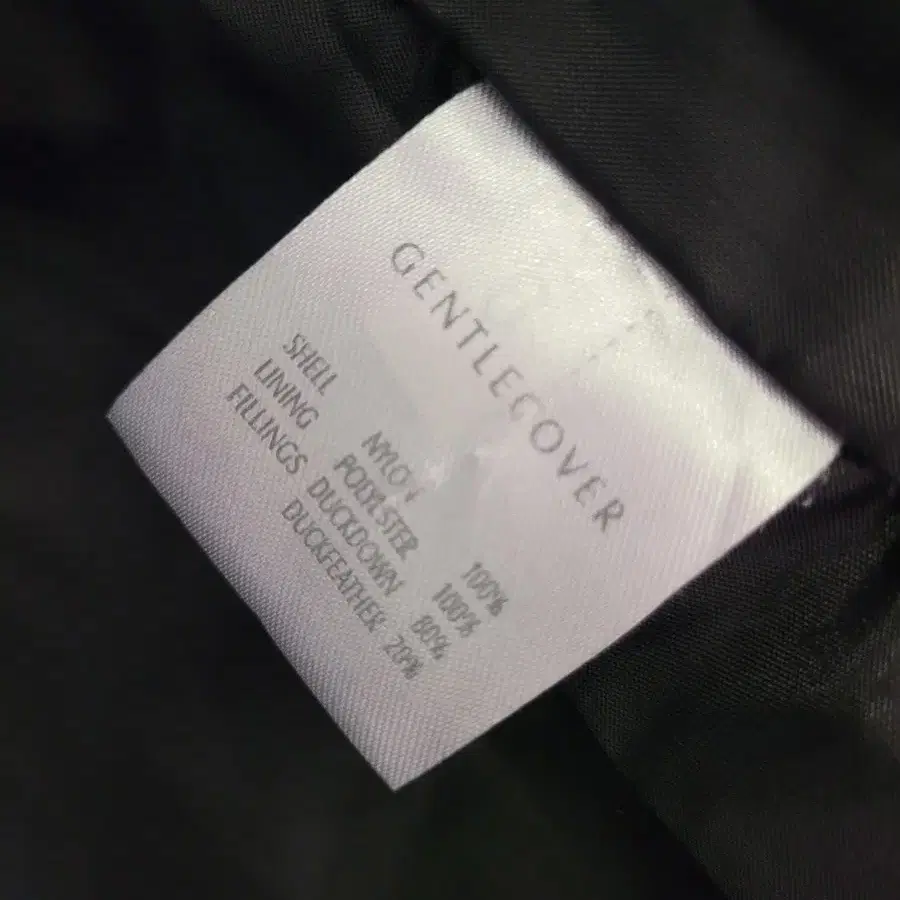 GENTLECOVER
SHELL NYLON 100%
LINING POLYESTER 100%
FILLINGS DUCKDOWN 80%
DUCKFEATHER 20%